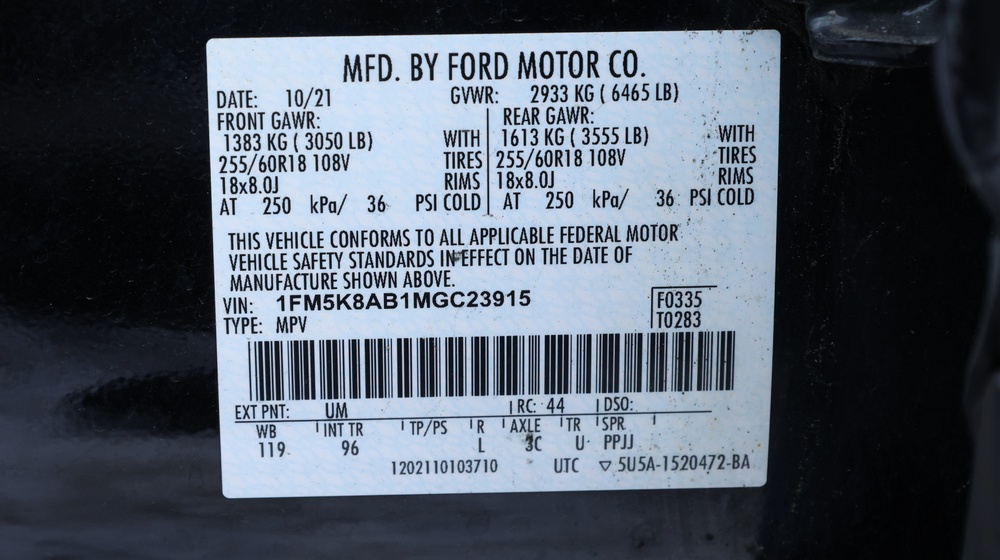 MFD. BY FORD MOTOR CO.
DATE: 10/21 GVWR: 2933 KG ( 6465 LB)
FRONT GAWR: REAR GAWR:
1383 KG ( 3050 LB) WITH 1613 KG ( 3555 LB) WITH
255/60R18 108V TIRES 255/60R18 108V TIRES
18x8.0J RIMS 18x8.0J RIMS
AT 250 kPa/ 36 PSI COLD AT 250 kPa/ 36 PSI COLD
THIS VEHICLE CONFORMS TO ALL APPLICABLE FEDERAL MOTOR
VEHICLE SAFETY STANDARDS IN EFFECT ON THE DATE OF
MANUFACTURE SHOWN ABOVE.
VIN: 1FM5K8AB1MGC23915 F0335
TYPE: MPV T0283
EXT PNT: UM RC: 44 DSO:
WB INT TR TP/PS R AXLE TR SPR
119 96 L 3C U PPJJ
1202110103710 UTC ▽ 5U5A-1520472-BA